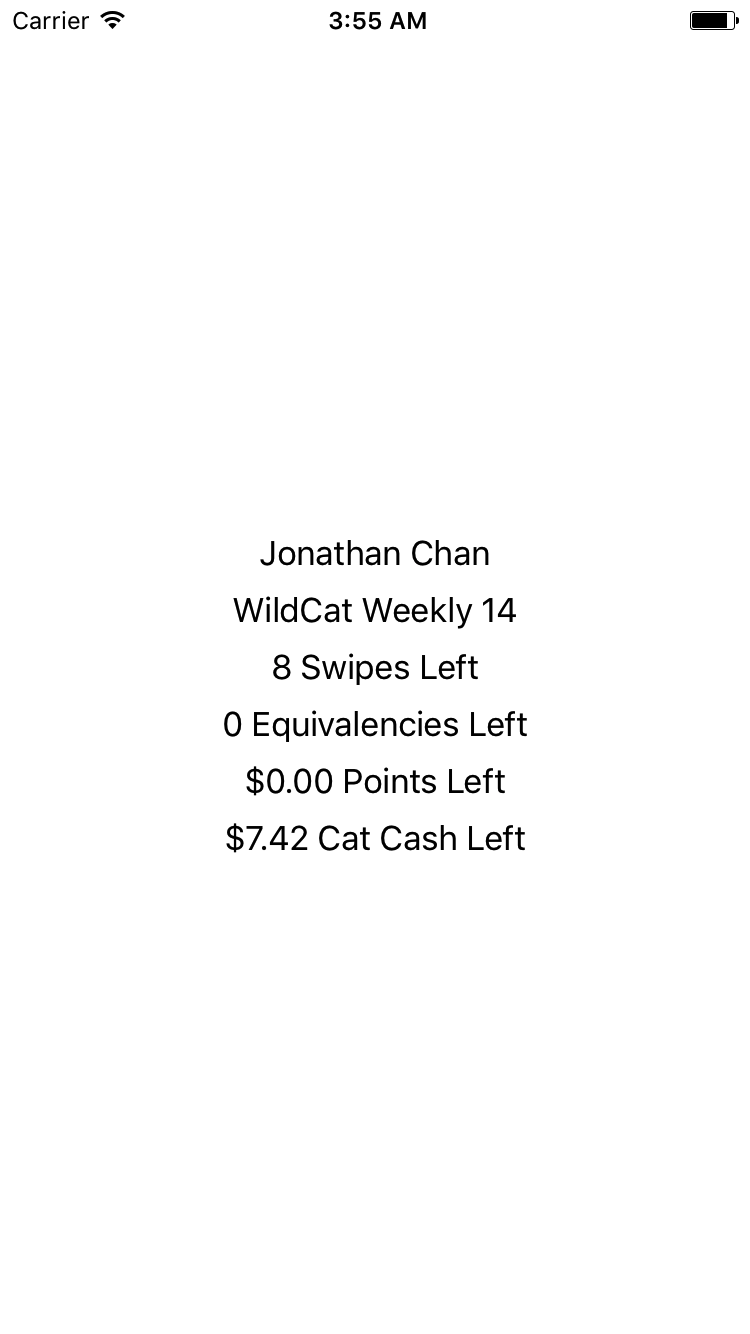 Carrier 3:55 AM
Jonathan Chan
WildCat Weekly 14
8 Swipes Left
0 Equivalencies Left
$0.00 Points Left
$7.42 Cat Cash Left